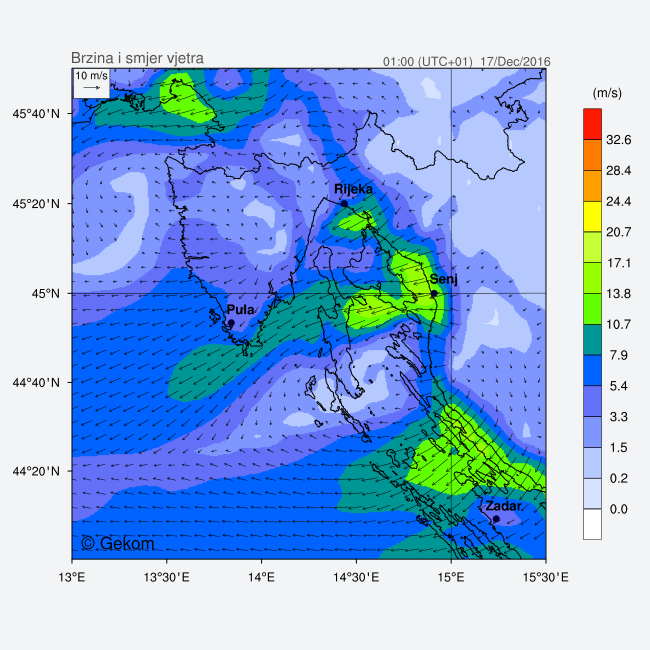 Brzina i smjer vjetra
01:00 (UTC+01) 17/Dec/2016
10 m/s
(m/s)
45°40'N
45°20'N
45°N
44°40'N
44°20'N
Rijeka
Senj
Pula
Zadar
© Gekom
13°E
13°30'E
14°E
14°30'E
15°E
15°30'E
32.6
28.4
24.4
20.7
17.1
13.8
10.7
7.9
5.4
3.3
1.5
0.2
0.0